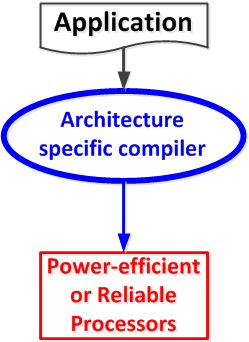 Application
Architecture
specific compiler
Power-efficient
or Reliable
Processors